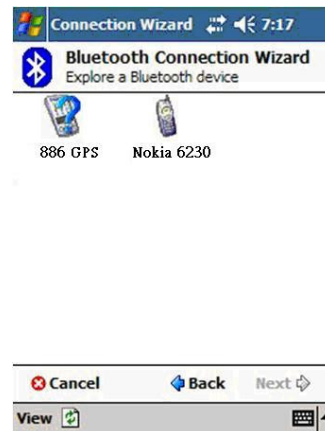 Connection Wizard 7:17
Bluetooth Connection Wizard
Explore a Bluetooth device
886 GPS Nokia 6230
Cancel Back Next
View